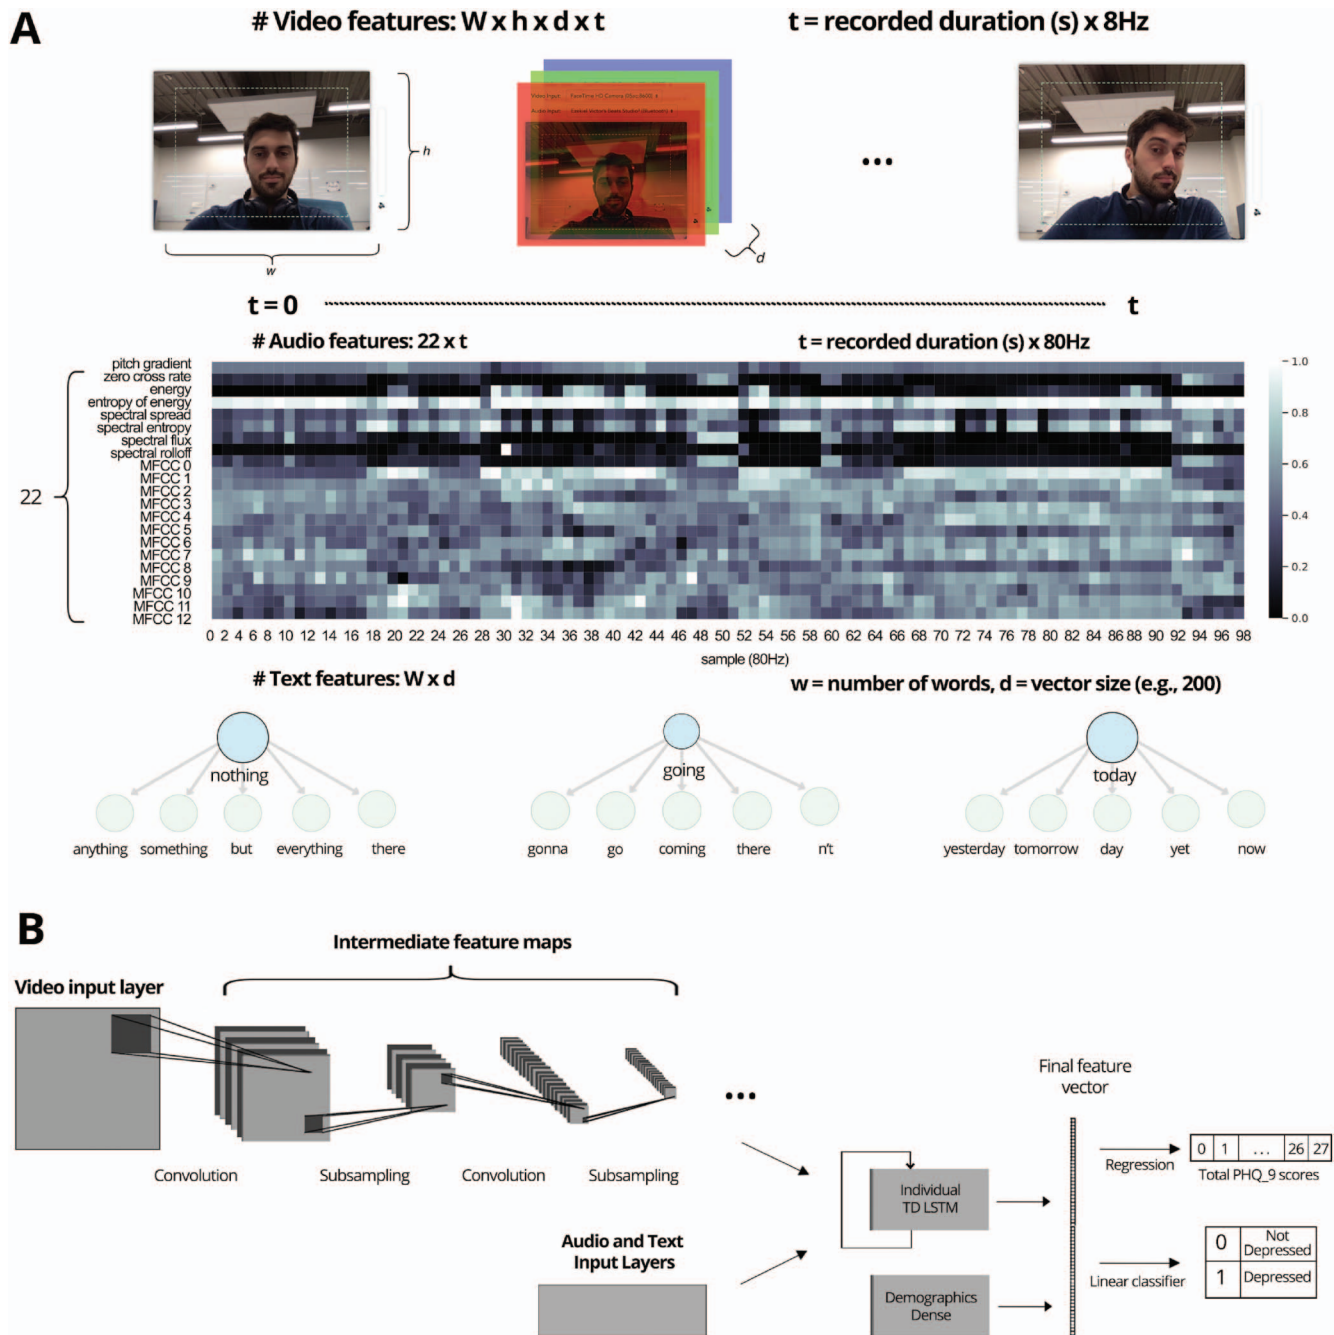 A
# Video features: W x h x d x t
t = recorded duration (s) x 8Hz
h
w
d
...
t = 0
t
# Audio features: 22 x t
t = recorded duration (s) x 80Hz
22
pitch gradient
zero cross rate
energy
entropy of energy
spectral spread
spectral entropy
spectral flux
spectral rolloff
MFCC 0
MFCC 1
MFCC 2
MFCC 3
MFCC 4
MFCC 5
MFCC 6
MFCC 7
MFCC 8
MFCC 9
MFCC 10
MFCC 11
MFCC 12
1.0
0.8
0.6
0.4
0.2
0.0
0 2 4 6 8 10 12 14 16 18 20 22 24 26 28 30 32 34 36 38 40 42 44 46 48 50 52 54 56 58 60 62 64 66 68 70 72 74 76 78 80 82 84 86 88 90 92 94 96 98
sample (80Hz)
# Text features: W x d
w = number of words, d = vector size (e.g., 200)
nothing
anything something but everything there
going
gonna go coming there n't
today
yesterday tomorrow day yet now
B
Intermediate feature maps
Video input layer
...
Convolution
Subsampling
Convolution
Subsampling
Audio and Text
Input Layers
Individual
TD LSTM
Demographics
Dense
Final feature
vector
Regression
0 1 ... 26 27
Total PHQ_9 scores
Linear classifier
0 Not
Depressed
1 Depressed